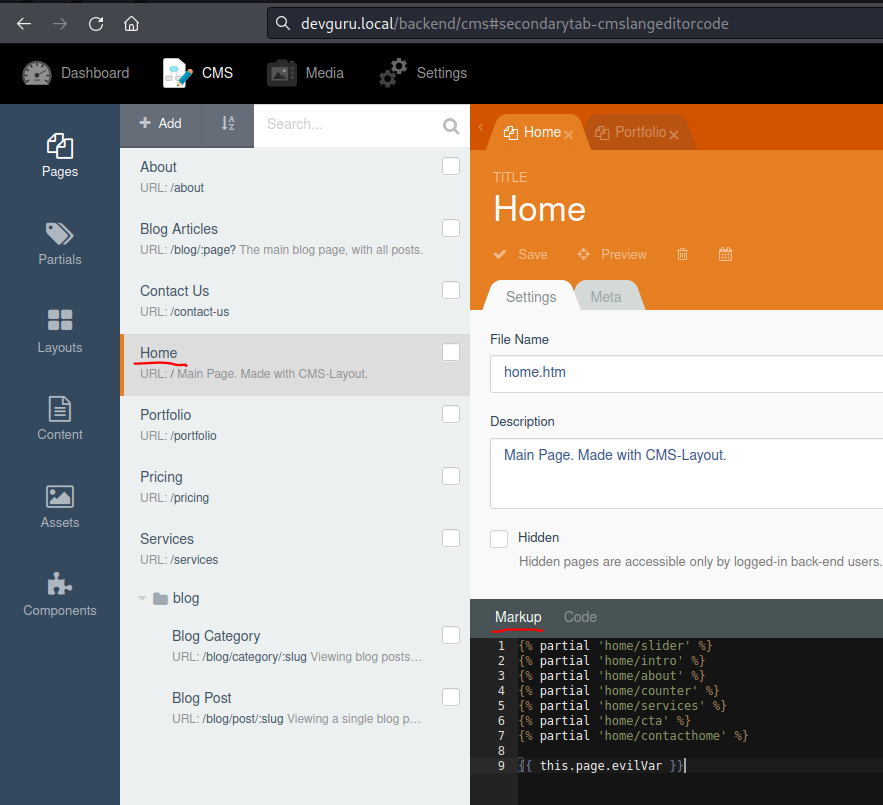 devguru.local/backend/cms#secondarytab-cmslangeditorcode
Dashboard
CMS
Media
Settings
Pages
Partials
Layouts
Content
Assets
Components
Add
Search...
About
URL: /about
Blog Articles
URL: /blog/:page? The main blog page, with all posts.
Contact Us
URL: /contact-us
Home
URL: / Main Page. Made with CMS-Layout.
Portfolio
URL: /portfolio
Pricing
URL: /pricing
Services
URL: /services
blog
Blog Category
URL: /blog/category/:slug Viewing blog posts…
Blog Post
URL: /blog/post/:slug Viewing a single blog p…
Home
Portfolio
TITLE
Home
Save
Preview
Settings
Meta
File Name
home.htm
Description
Main Page. Made with CMS-Layout.
Hidden
Hidden pages are accessible only by logged-in back-end users.
Markup
Code
1 {% partial 'home/slider' %}
2 {% partial 'home/intro' %}
3 {% partial 'home/about' %}
4 {% partial 'home/counter' %}
5 {% partial 'home/services' %}
6 {% partial 'home/cta' %}
7 {% partial 'home/contacthome' %}
8
9 {{ this.page.evilVar }}